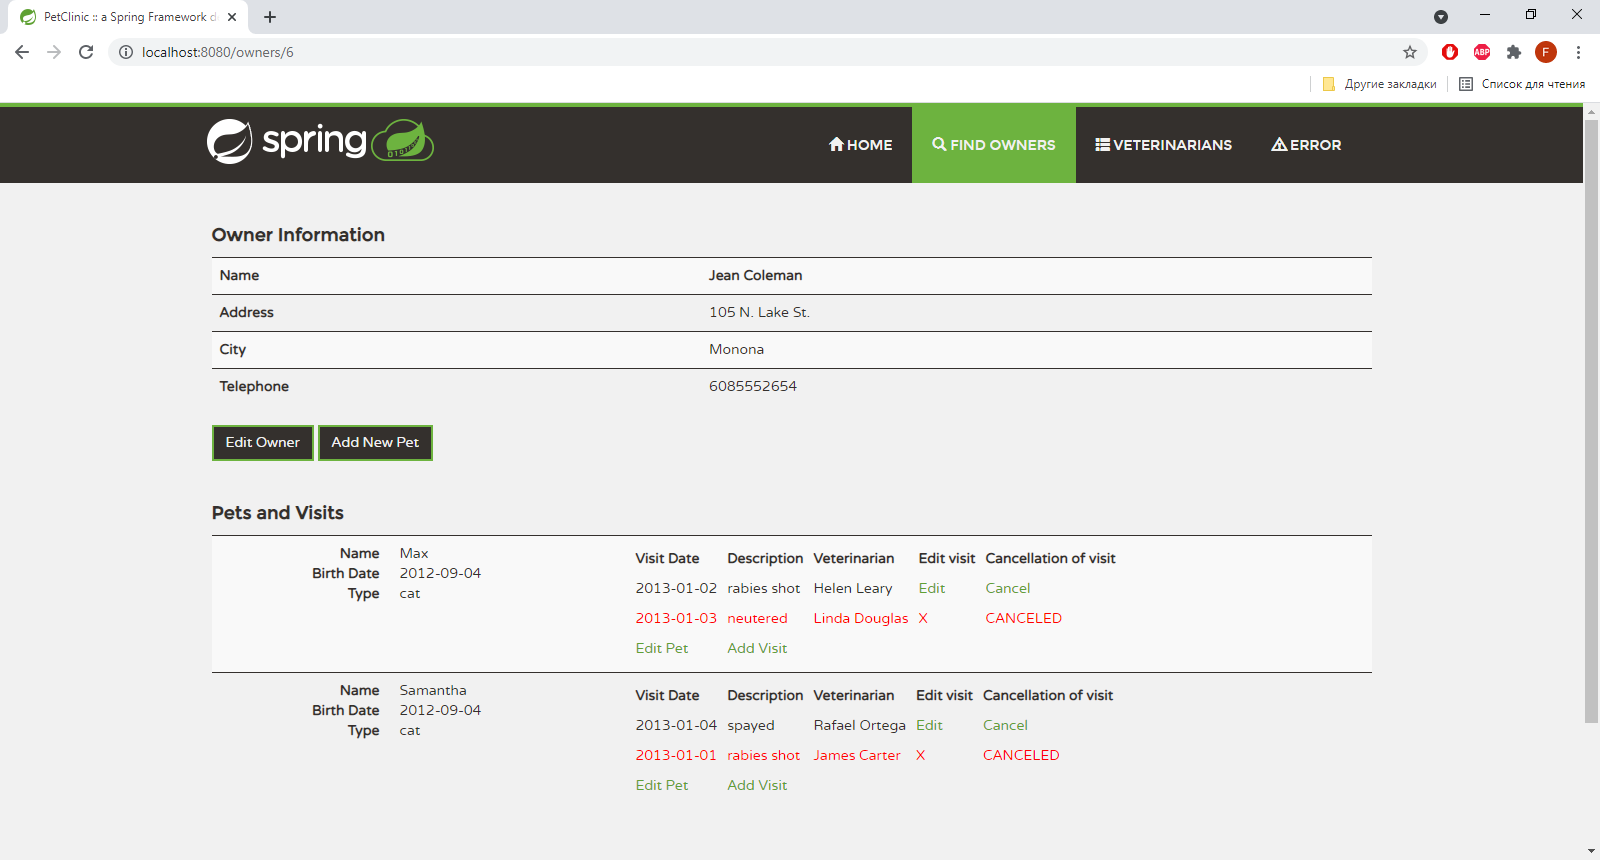 PetClinic :: a Spring Framework d
localhost:8080/owners/6
ABP
F
Другие закладки
Список для чтения
spring
HOME
FIND OWNERS
VETERINARIANS
ERROR
Owner Information
Name Jean Coleman
Address 105 N. Lake St.
City Monona
Telephone 6085552654
Edit Owner Add New Pet
Pets and Visits
Name Max
Birth Date 2012-09-04
Type cat
Visit Date Description Veterinarian Edit visit Cancellation of visit
2013-01-02 rabies shot Helen Leary Edit Cancel
2013-01-03 neutered Linda Douglas X CANCELED
Edit Pet Add Visit
Name Samantha
Birth Date 2012-09-04
Type cat
Visit Date Description Veterinarian Edit visit Cancellation of visit
2013-01-04 spayed Rafael Ortega Edit Cancel
2013-01-01 rabies shot James Carter X CANCELED
Edit Pet Add Visit